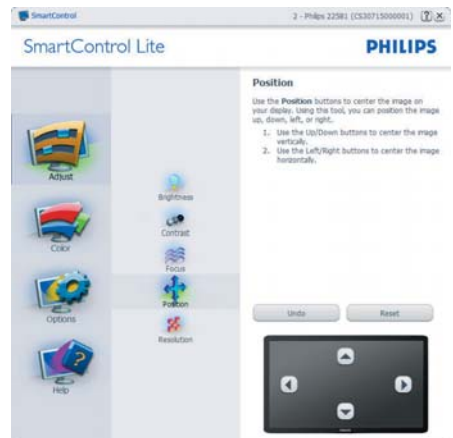 SmartControl
2 - Philips 225B1 (CS30715000001)
SmartControl Lite
PHILIPS
Adjust
Color
Options
Help
Brightness
Contrast
Focus
Position
Resolution
Position
Use the Position buttons to center the image on
your display. Using this tool, you can position the image
up, down, left, or right.
1. Use the Up/Down buttons to center the image
vertically.
2. Use the Left/Right buttons to center the image
horizontally.
Undo
Reset